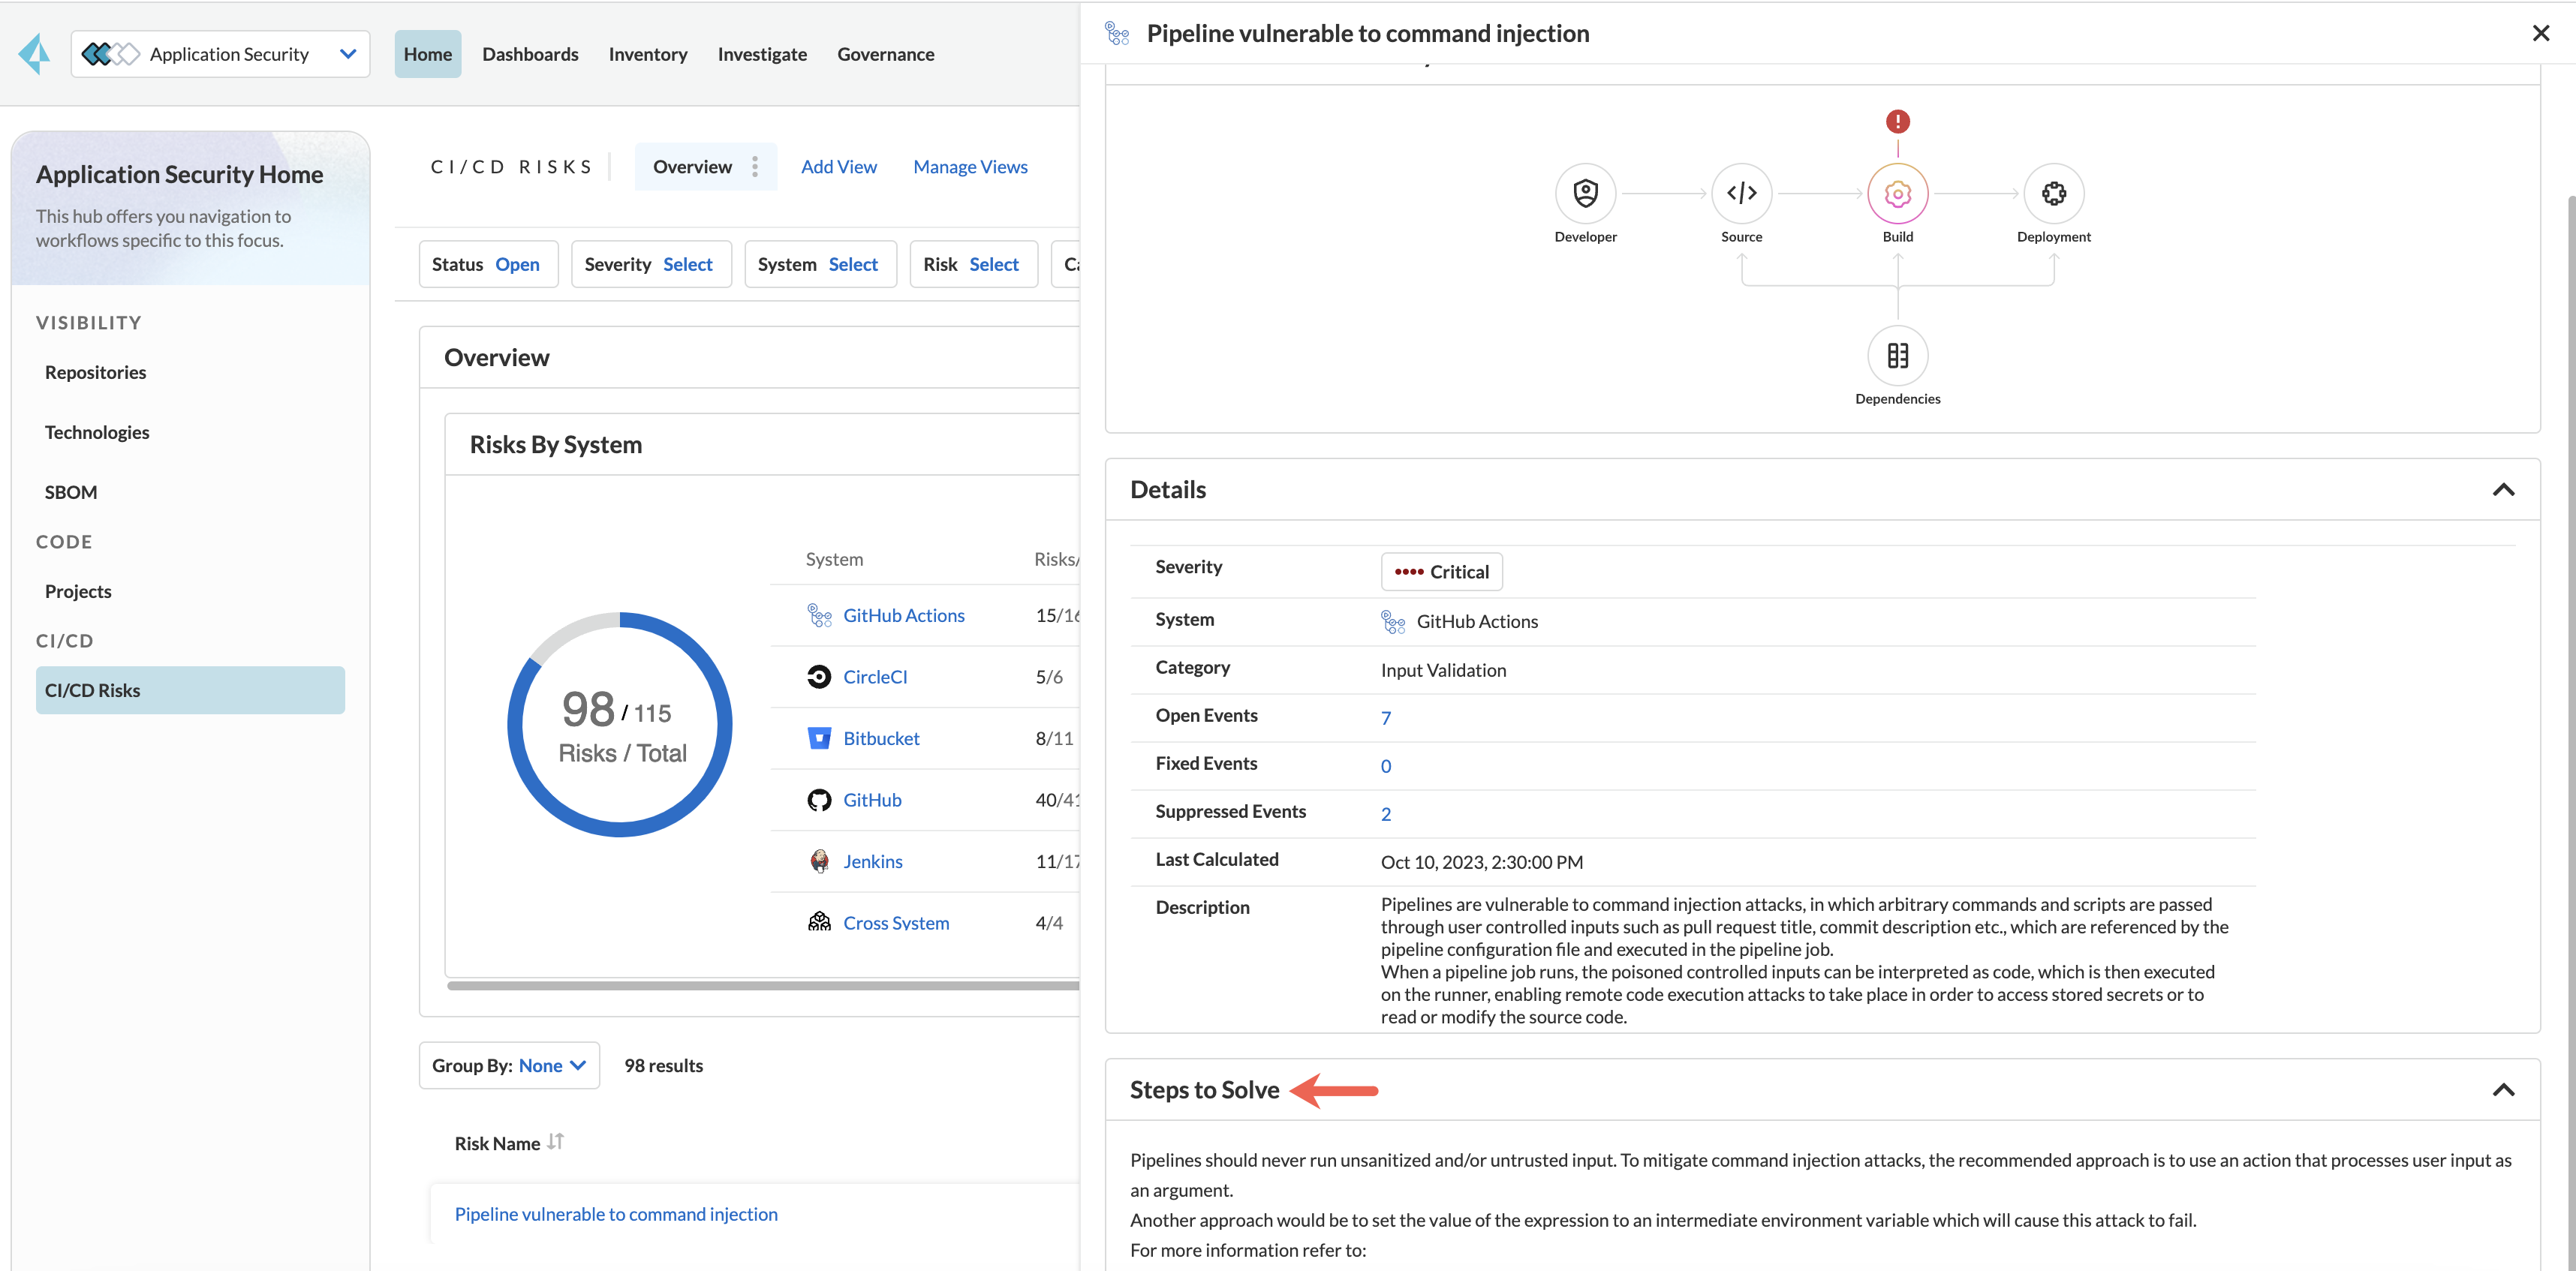 Application Security
Home
Dashboards
Inventory
Investigate
Governance
Application Security Home
This hub offers you navigation to
workflows specific to this focus.
VISIBILITY
Repositories
Technologies
SBOM
CODE
Projects
CI/CD
CI/CD Risks
CI/CD RISKS
Overview
Add View
Manage Views
Status Open
Severity Select
System Select
Risk Select
Overview
Risks By System
98 / 115
Risks / Total
System Risks/
GitHub Actions 15/16
CircleCI 5/6
Bitbucket 8/11
GitHub 40/41
Jenkins 11/17
Cross System 4/4
Group By: None
98 results
Risk Name
Pipeline vulnerable to command injection
Pipeline vulnerable to command injection
Developer
Source
Build
Deployment
Dependencies
Details
Severity Critical
System GitHub Actions
Category Input Validation
Open Events 7
Fixed Events 0
Suppressed Events 2
Last Calculated Oct 10, 2023, 2:30:00 PM
Description Pipelines are vulnerable to command injection attacks, in which arbitrary commands and scripts are passed
through user controlled inputs such as pull request title, commit description etc., which are referenced by the
pipeline configuration file and executed in the pipeline job.
When a pipeline job runs, the poisoned controlled inputs can be interpreted as code, which is then executed
on the runner, enabling remote code execution attacks to take place in order to access stored secrets or to
read or modify the source code.
Steps to Solve
Pipelines should never run unsanitized and/or untrusted input. To mitigate command injection attacks, the recommended approach is to use an action that processes user input as
an argument.
Another approach would be to set the value of the expression to an intermediate environment variable which will cause this attack to fail.
For more information refer to: